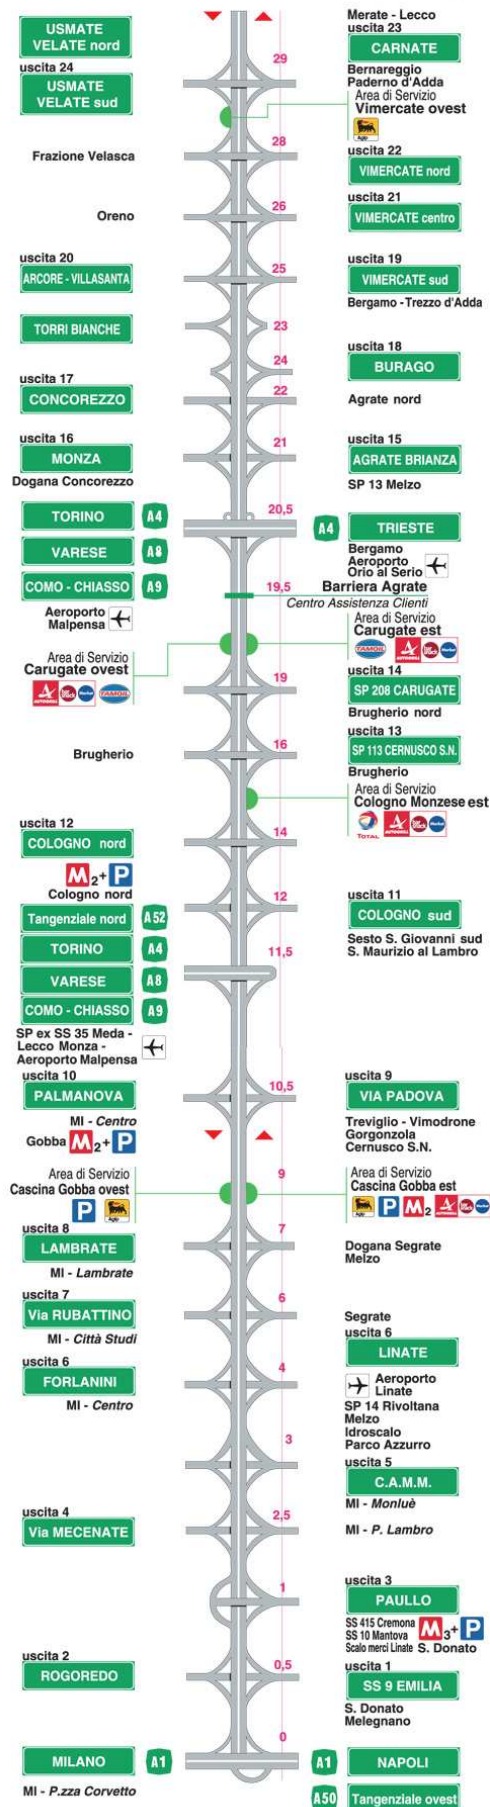 USMATE
VELATE nord
Merate - Lecco
uscita 23
CARNATE
uscita 24
USMATE
VELATE sud
29
Bernareggio
Paderno d'Adda
Area di Servizio
Vimercate ovest
Agip
Frazione Velasca
28
uscita 22
VIMERCATE nord
Oreno
26
uscita 21
VIMERCATE centro
uscita 20
ARCORE - VILLASANTA
25
uscita 19
VIMERCATE sud
Bergamo - Trezzo d'Adda
TORRI BIANCHE
23
uscita 18
BURAGO
24
uscita 17
CONCOREZZO
22
Agrate nord
uscita 16
MONZA
Dogana Concorezzo
21
uscita 15
AGRATE BRIANZA
SP 13 Melzo
20,5
TORINO A4
A4 TRIESTE
VARESE A8
Bergamo
Aeroporto
Orio al Serio
COMO - CHIASSO A9
19,5
Barriera Agrate
Centro Assistenza Clienti
Aeroporto
Malpensa
Area di Servizio
Carugate est
TAMOIL
Area di Servizio
Carugate ovest
TAMOIL
19
uscita 14
SP 208 CARUGATE
Brugherio nord
Brugherio
16
uscita 13
SP 113 CERNUSCO S.N.
Brugherio
Area di Servizio
Cologno Monzese est
TOTAL
uscita 12
COLOGNO nord
14
M2+P
Cologno nord
12
uscita 11
COLOGNO sud
Sesto S. Giovanni sud
S. Maurizio al Lambro
Tangenziale nord A52
TORINO A4
11,5
VARESE A8
COMO - CHIASSO A9
SP ex SS 35 Meda -
Lecco Monza -
Aeroporto Malpensa
uscita 10
PALMANOVA
10,5
uscita 9
VIA PADOVA
MI - Centro
Gobba M2+P
Treviglio - Vimodrone
Gorgonzola
Cernusco S.N.
Area di Servizio
Cascina Gobba ovest
P Agip
9
Area di Servizio
Cascina Gobba est
Agip P M2
uscita 8
LAMBRATE
MI - Lambrate
7
Dogana Segrate
Melzo
uscita 7
Via RUBATTINO
MI - Città Studi
6
Segrate
uscita 6
LINATE
uscita 6
FORLANINI
MI - Centro
4
Aeroporto
Linate
SP 14 Rivoltana
Melzo
Idroscalo
Parco Azzurro
3
uscita 5
C.A.M.M.
MI - Monluè
uscita 4
Via MECENATE
2,5
MI - P. Lambro
1
uscita 3
PAULLO
SS 415 Cremona
SS 10 Mantova
Scalo merci Linate
M3+P
S. Donato
uscita 2
ROGOREDO
0,5
uscita 1
SS 9 EMILIA
S. Donato
Melegnano
0
MILANO A1
A1 NAPOLI
MI - P.zza Corvetto
A50 Tangenziale ovest